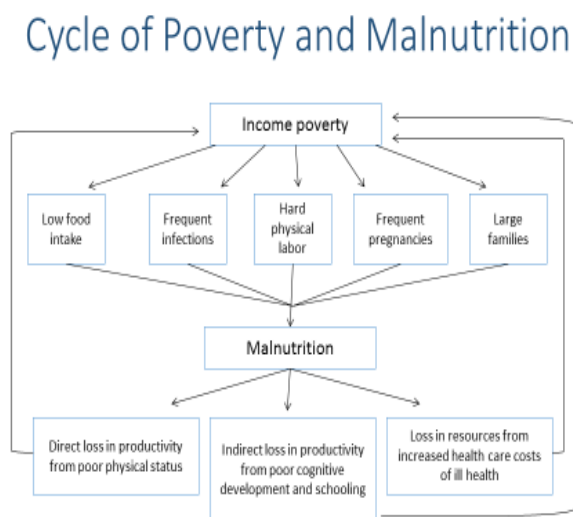 Cycle of Poverty and Malnutrition
Income poverty
Low food
intake
Frequent
infections
Hard
physical
labor
Frequent
pregnancies
Large
families
Malnutrition
Direct loss in productivity
from poor physical status
Indirect loss in productivity
from poor cognitive
development and schooling
Loss in resources from
increased health care costs
of ill health